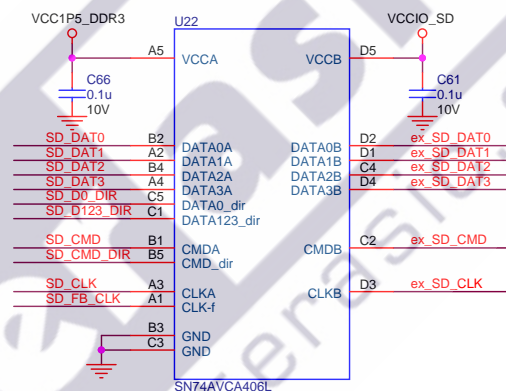 VCC1P5_DDR3
U22
VCCIO_SD
A5 VCCA
VCCB D5
C66
0.1u
10V
C61
0.1u
10V
SD_DAT0 B2 DATA0A
DATA0B D2 ex_SD_DAT0
SD_DAT1 A2 DATA1A
DATA1B D1 ex_SD_DAT1
SD_DAT2 B4 DATA2A
DATA2B C4 ex_SD_DAT2
SD_DAT3 A4 DATA3A
DATA3B D4 ex_SD_DAT3
SD_D0_DIR C5 DATA0_dir
SD_D123_DIR C1 DATA123_dir
SD_CMD B1 CMDA
CMDB C2 ex_SD_CMD
SD_CMD_DIR B5 CMD_dir
SD_CLK A3 CLKA
CLKB D3 ex_SD_CLK
SD_FB_CLK A1 CLK-f
B3 GND
C3 GND
SN74AVCA406L
terasic